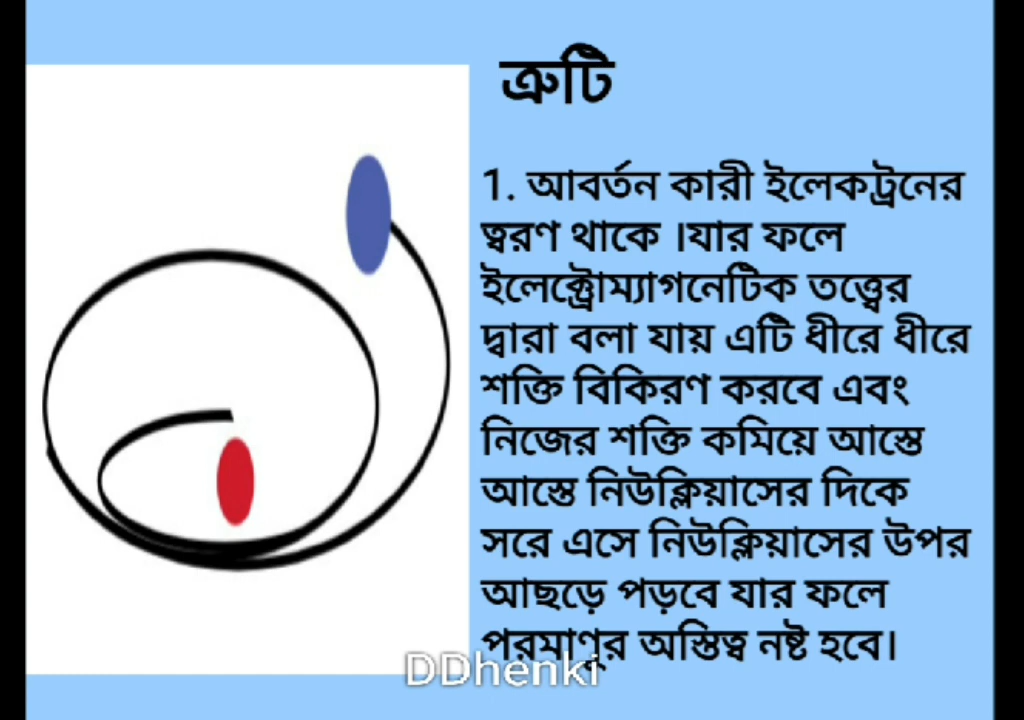 ত্রুটি
1. আবর্তন কারী ইলেকট্রনের
ত্বরণ থাকে ।যার ফলে
ইলেক্ট্রোম্যাগনেটিক তত্ত্বের
দ্বারা বলা যায় এটি ধীরে ধীরে
শক্তি বিকিরণ করবে এবং
নিজের শক্তি কমিয়ে আস্তে
আস্তে নিউক্লিয়াসের দিকে
সরে এসে নিউক্লিয়াসের উপর
আছড়ে পড়বে যার ফলে
পরমাণুর অস্তিত্ব নষ্ট হবে।
DDhenki